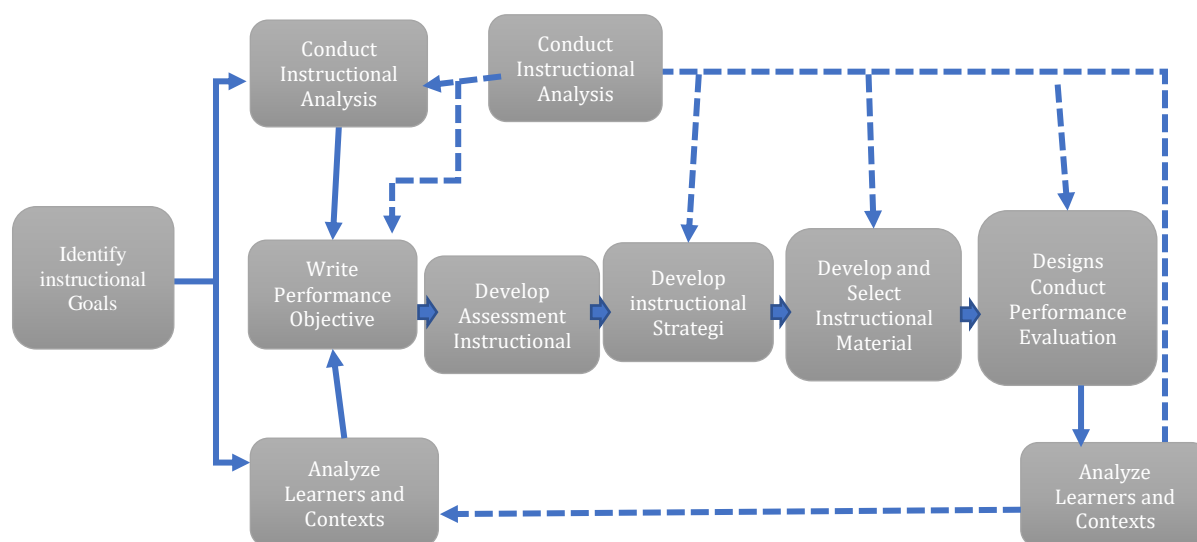 Conduct
Instructional
Analysis
Conduct
Instructional
Analysis
Identify
instructional
Goals
Write
Performance
Objective
Develop
Assessment
Instructional
Develop
instructional
Strategi
Develop and
Select
Instructional
Material
Designs
Conduct
Performance
Evaluation
Analyze
Learners and
Contexts
Analyze
Learners and
Contexts